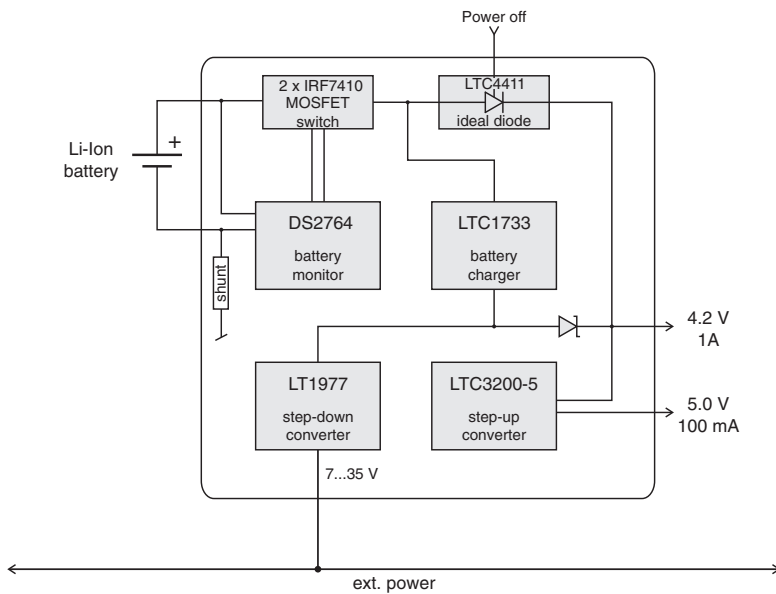 Power off
2 x IRF7410
MOSFET
switch
LTC4411
ideal diode
Li-Ion
battery
+
DS2764
battery
monitor
LTC1733
battery
charger
shunt
4.2 V
1A
LT1977
step-down
converter
LTC3200-5
step-up
converter
5.0 V
100 mA
7...35 V
ext. power